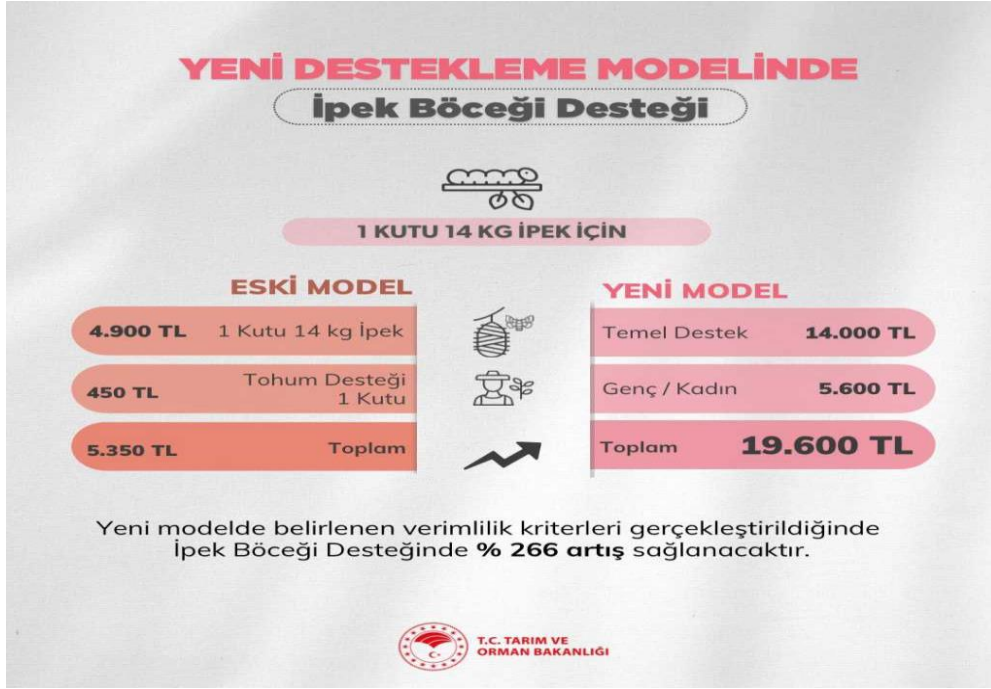 YENİ DESTEKLEME MODELİNDE
İpek Böceği Desteği
1 KUTU 14 KG İPEK İÇİN
ESKİ MODEL
4.900 TL 1 Kutu 14 kg İpek
450 TL Tohum Desteği
1 Kutu
5.350 TL Toplam
YENİ MODEL
Temel Destek 14.000 TL
Genç / Kadın 5.600 TL
Toplam 19.600 TL
Yeni modelde belirlenen verimlilik kriterleri gerçekleştirildiğinde
İpek Böceği Desteğinde % 266 artış sağlanacaktır.
T.C. TARIM VE
ORMAN BAKANLIĞI